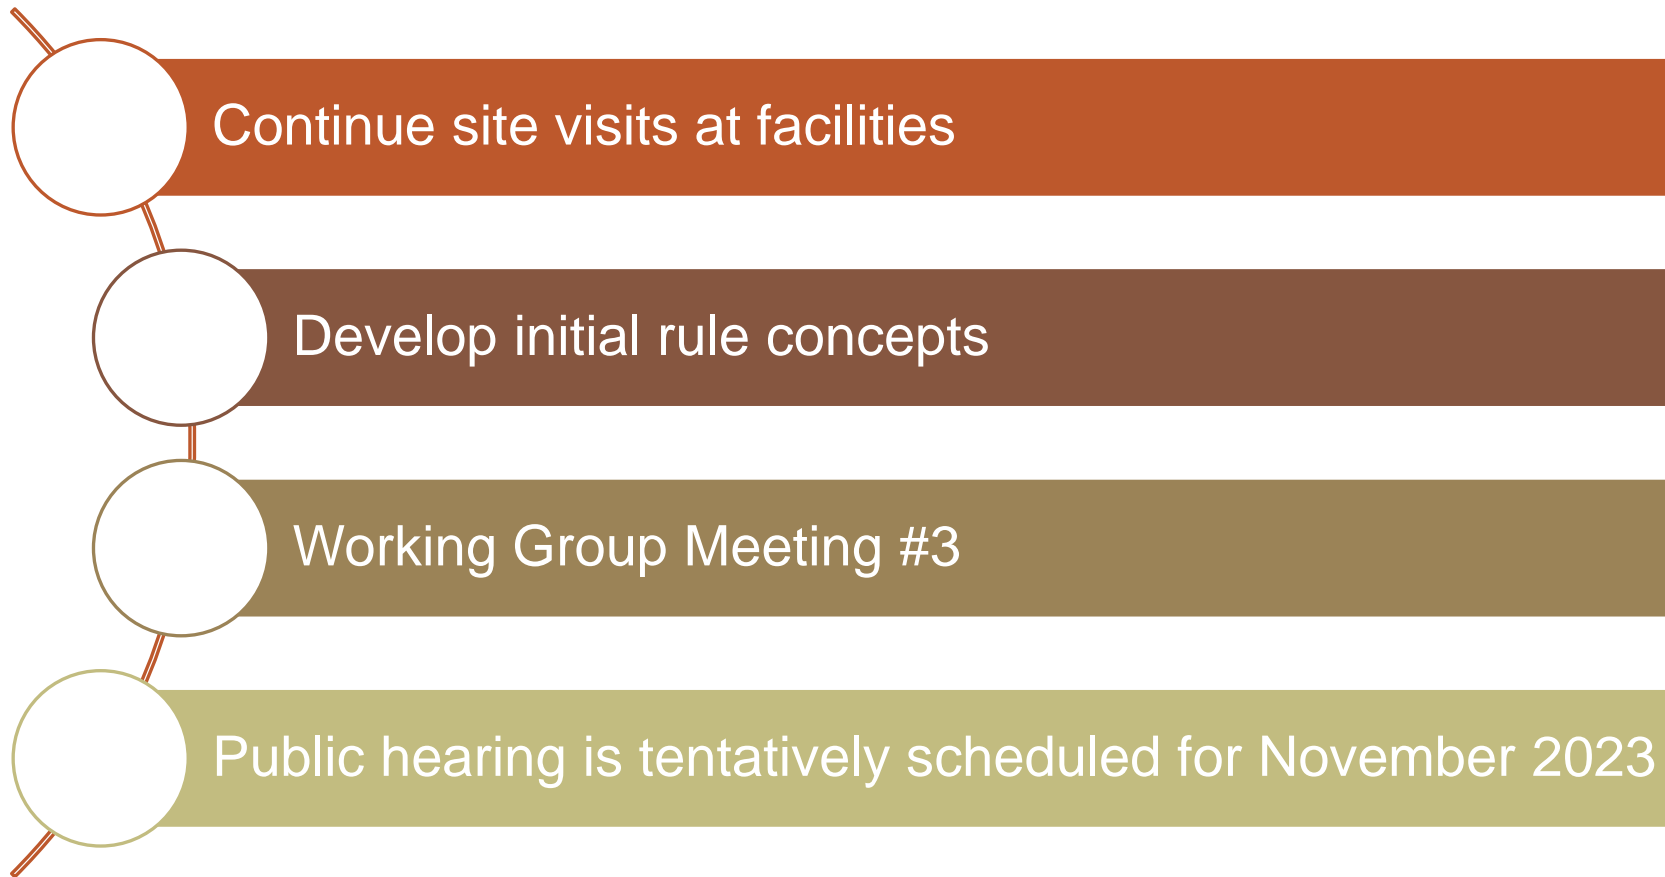 Continue site visits at facilities
Develop initial rule concepts
Working Group Meeting #3
Public hearing is tentatively scheduled for November 2023